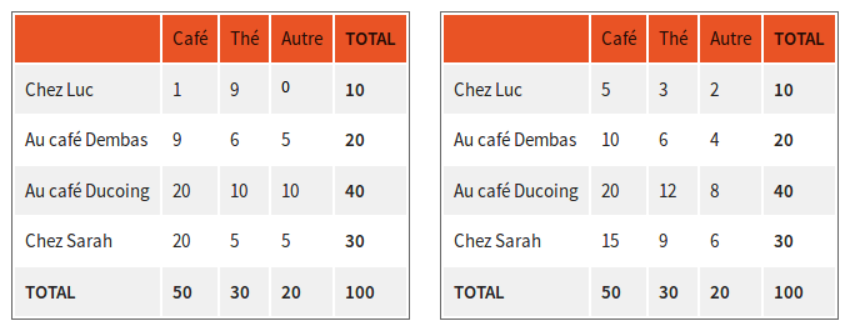 Café Thé Autre TOTAL
Chez Luc 1 9 0 10
Au café Dembas 9 6 5 20
Au café Ducoing 20 10 10 40
Chez Sarah 20 5 5 30
TOTAL 50 30 20 100
Café Thé Autre TOTAL
Chez Luc 5 3 2 10
Au café Dembas 10 6 4 20
Au café Ducoing 20 12 8 40
Chez Sarah 15 9 6 30
TOTAL 50 30 20 100